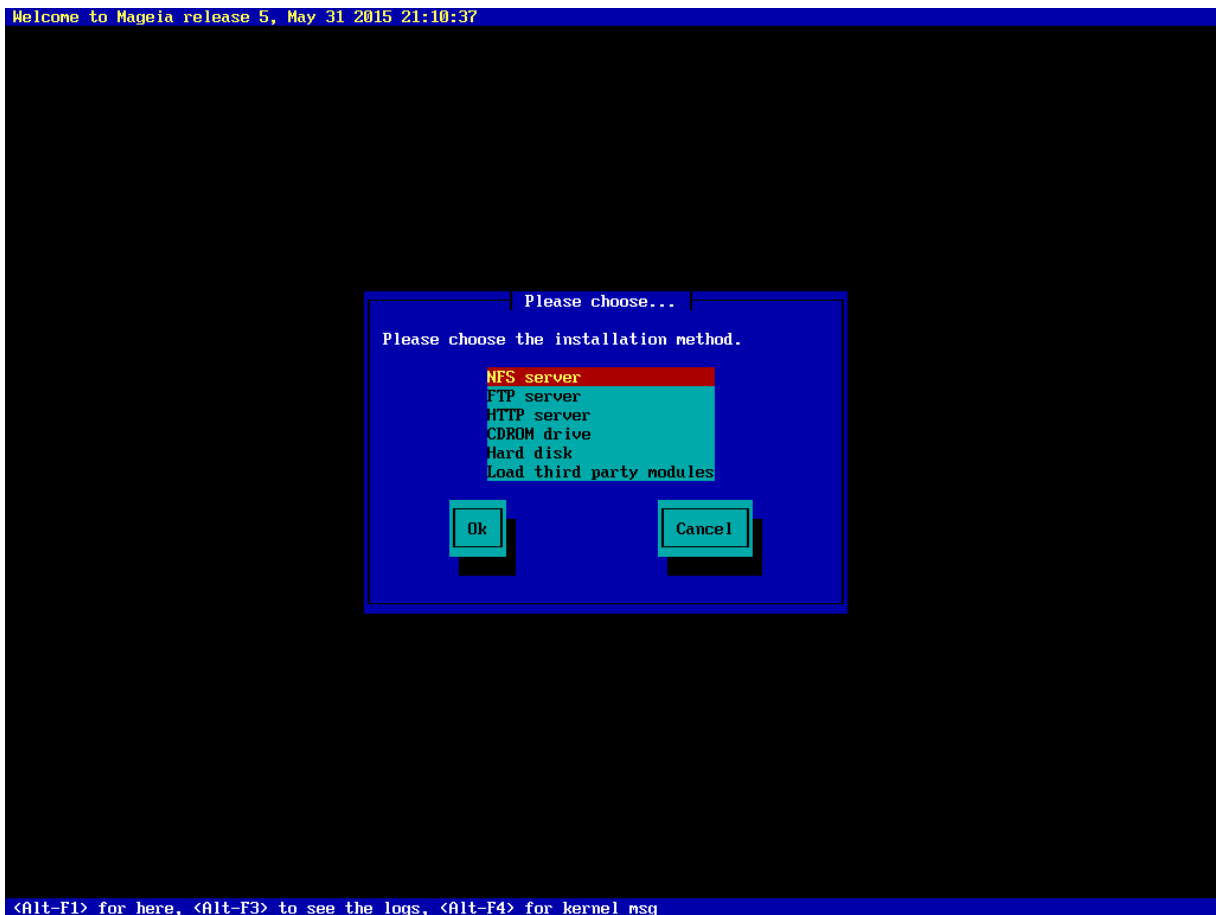 Welcome to Mageia release 5, May 31 2015 21:10:37
Please choose...
Please choose the installation method.
NFS server
FTP server
HTTP server
CDROM drive
Hard disk
Load third party modules
Ok
Cancel
<Alt-F1> for here, <Alt-F3> to see the logs, <Alt-F4> for kernel msg